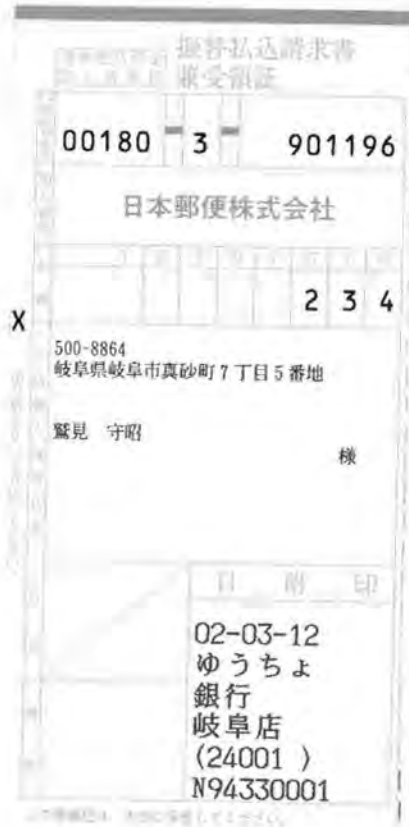 振替払込請求書
兼受領証
00180 - 3 - 901196
日本郵便株式会社
2 3 4
X
500-8864
岐阜県岐阜市真砂町7丁目5番地
鷲見 守昭
様
日 附 印
02-03-12
ゆうちょ
銀行
岐阜店
(24001 )
N94330001